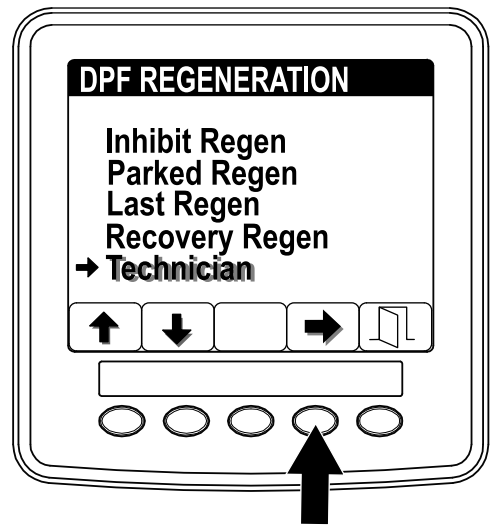 DPF REGENERATION
Inhibit Regen
Parked Regen
Last Regen
Recovery Regen
Technician